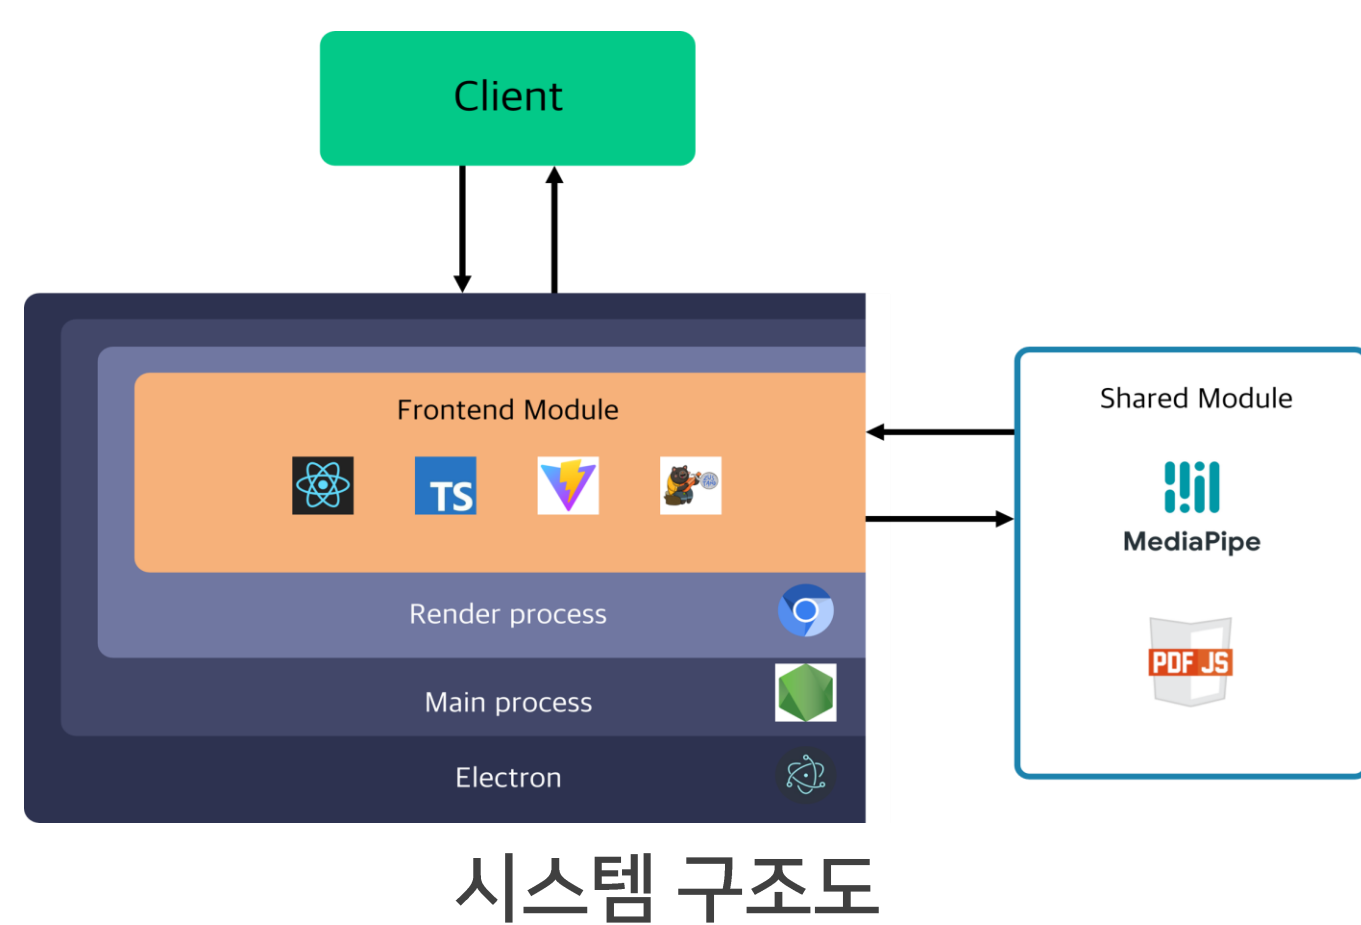 Client
Frontend Module
TS
Render process
Main process
Electron
Shared Module
MediaPipe
PDF JS
시스템 구조도